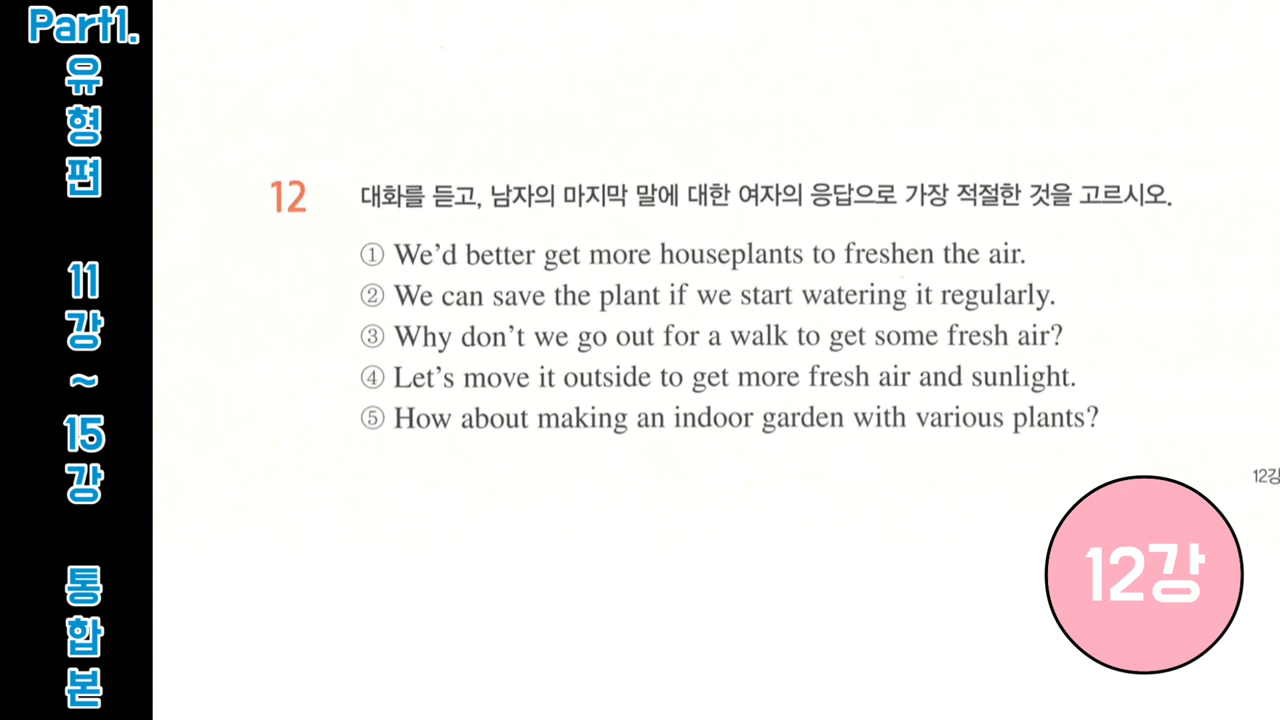 Part1.
유
형
편
11
강
~
15
강
통
합
본
12 대화를 듣고, 남자의 마지막 말에 대한 여자의 응답으로 가장 적절한 것을 고르시오.
① We’d better get more houseplants to freshen the air.
② We can save the plant if we start watering it regularly.
③ Why don’t we go out for a walk to get some fresh air?
④ Let’s move it outside to get more fresh air and sunlight.
⑤ How about making an indoor garden with various plants?
12강
12강